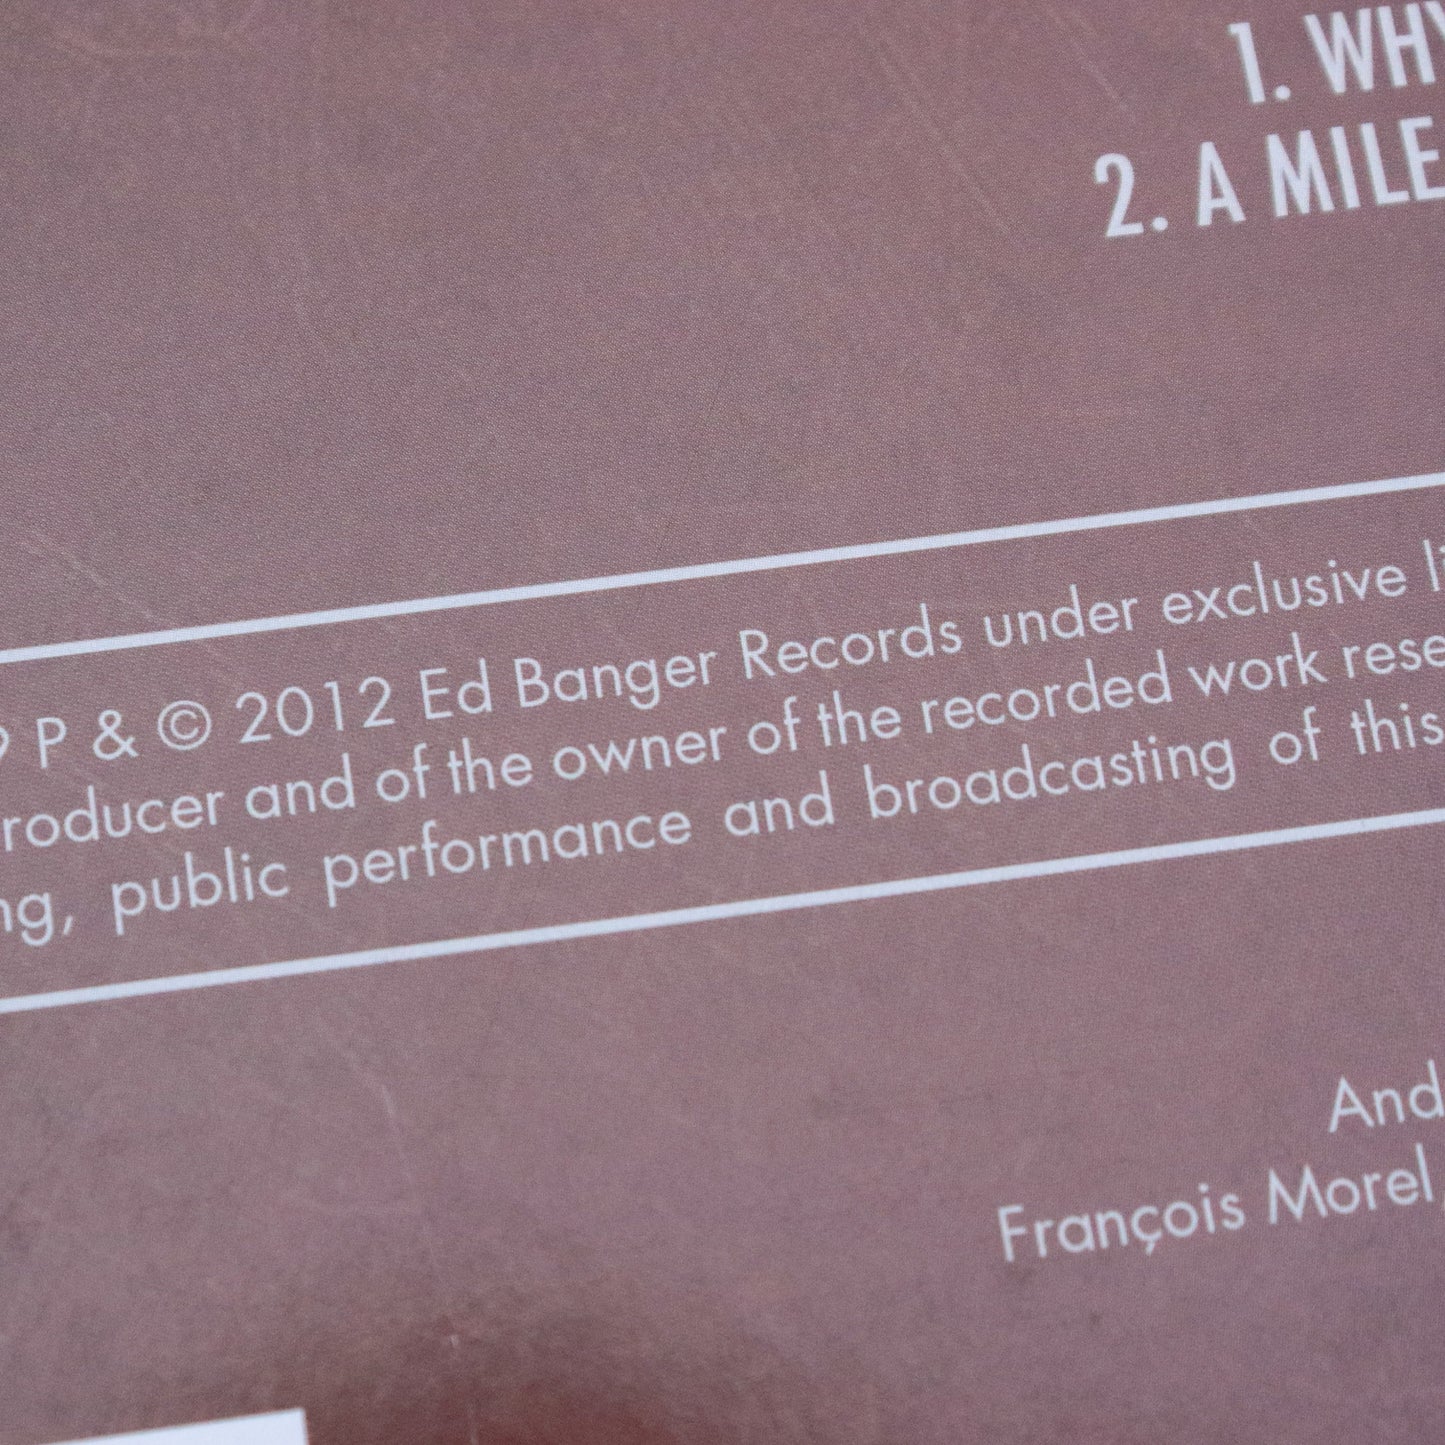 1. WHY
2. A MILE
P & © 2012 Ed Banger Records under exclusive
roducer and of the owner of the recorded work rese
ng, public performance and broadcasting of this
And
François Morel,